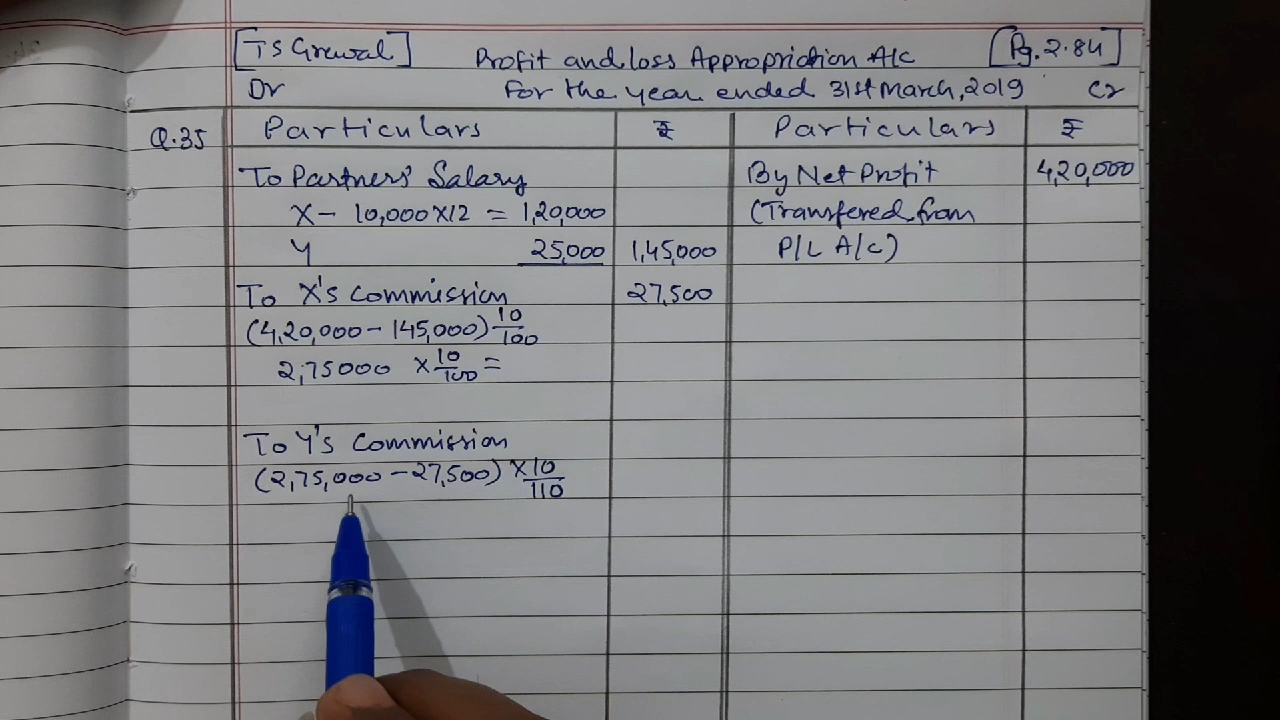 [TS Grewal] Profit and loss Appropriation A/c [Pg. 2.84]
Dr For the year ended 31st March, 2019 Cr
Q.35 Particulars ₹ Particulars ₹
To Partners' Salary By Net Profit 4,20,000
X - 10,000 x12 = 1,20,000 (Transfered from
Y 25,000 1,45,000 P/L A/c)
To X's Commission 27,500
(4,20,000 - 145,000) 10/100
2,75000 x 10/100 =
To Y's Commission
(2,75,000 - 27,500) x 10/110